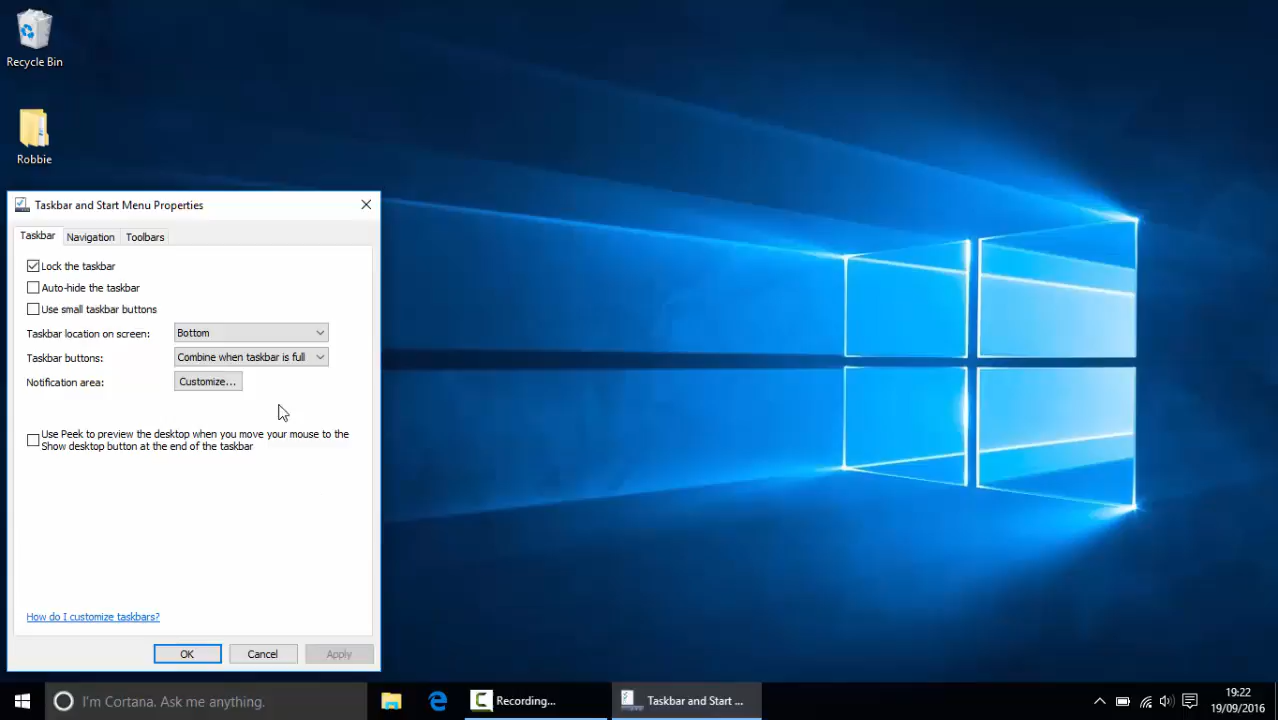 Recycle Bin
Robbie
Taskbar and Start Menu Properties
Taskbar Navigation Toolbars
Lock the taskbar
Auto-hide the taskbar
Use small taskbar buttons
Taskbar location on screen: Bottom
Taskbar buttons: Combine when taskbar is full
Notification area: Customize...
Use Peek to preview the desktop when you move your mouse to the
Show desktop button at the end of the taskbar
How do I customize taskbars?
OK Cancel Apply
I'm Cortana. Ask me anything. Recording... Taskbar and Start ... 19:22
19/09/2016